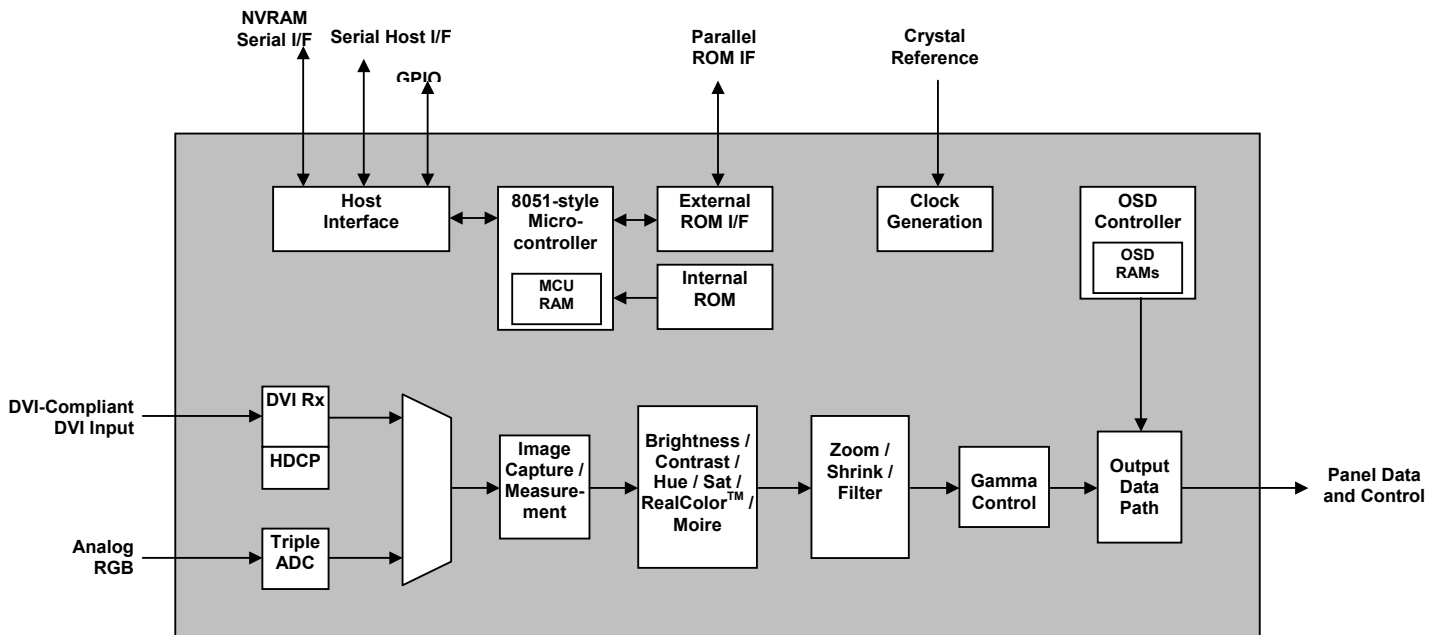 NVRAM
Serial I/F
Serial Host I/F
GPIO
Parallel
ROM IF
Crystal
Reference
Host
Interface
8051-style
Micro-
controller
MCU
RAM
External
ROM I/F
Internal
ROM
Clock
Generation
OSD
Controller
OSD
RAMs
DVI-Compliant
DVI Input
DVI Rx
HDCP
Analog
RGB
Triple
ADC
Image
Capture /
Measure-
ment
Brightness /
Contrast /
Hue / Sat /
RealColor™ /
Moire
Zoom /
Shrink /
Filter
Gamma
Control
Output
Data
Path
Panel Data
and Control